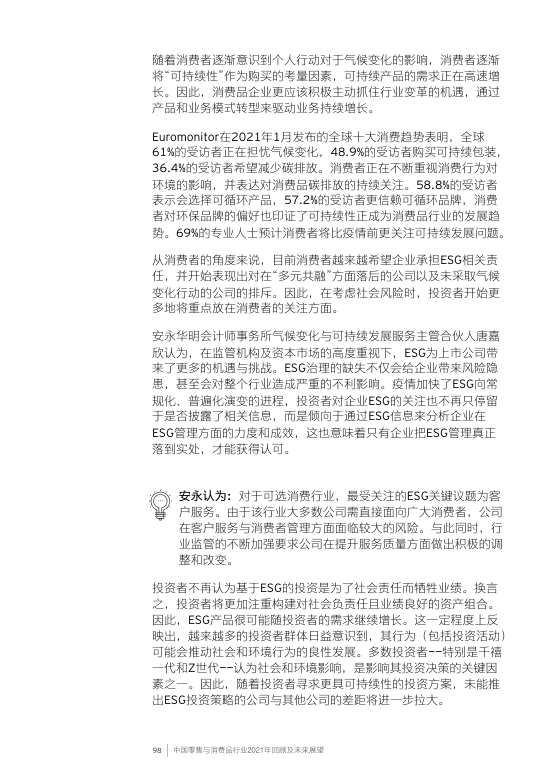 随着消费者逐渐意识到个人行动对于气候变化的影响，消费者逐渐
将“可持续性”作为购买的考量因素，可持续产品的需求正在高速增
长。因此，消费品企业更应该积极主动抓住行业变革的机遇，通过
产品和业务模式转型来驱动业务持续增长。
Euromonitor在2021年1月发布的全球十大消费趋势表明，全球
61%的受访者正在担忧气候变化，48.9%的受访者购买可持续包装，
36.4%的受访者希望减少碳排放。消费者正在不断重视消费行为对
环境的影响，并表达对消费品碳排放的持续关注。58.8%的受访者
表示会选择可循环产品，57.2%的受访者更信赖可循环品牌，消费
者对环保品牌的偏好也印证了可持续性正成为消费品行业的发展趋
势。69%的专业人士预计消费者将比疫情前更关注可持续发展问题。
从消费者的角度来说，目前消费者越来越希望企业承担ESG相关责
任，并开始表现出对在“多元共融”方面落后的公司以及未采取气候
变化行动的公司的排斥。因此，在考虑社会风险时，投资者开始更
多地将重点放在消费者的关注方面。
安永华明会计师事务所气候变化与可持续发展服务主管合伙人唐嘉
欣认为，在监管机构及资本市场的高度重视下，ESG为上市公司带
来了更多的机遇与挑战。ESG治理的缺失不仅会给企业带来风险隐
患，甚至会对整个行业造成严重的不利影响。疫情加快了ESG向常
规化、普遍化演变的进程，投资者对企业ESG的关注也不再只停留
于是否披露了相关信息，而是倾向于通过ESG信息来分析企业在
ESG管理方面的力度和成效，这也意味着只有企业把ESG管理真正
落到实处，才能获得认可。
安永认为：对于可选消费行业，最受关注的ESG关键议题为客
户服务。由于该行业大多数公司需直接面向广大消费者，公司
在客户服务与消费者管理方面面临较大的风险。与此同时，行
业监管的不断加强要求公司在提升服务质量方面做出积极的调
整和改变。
投资者不再认为基于ESG的投资是为了社会责任而牺牲业绩。换言
之，投资者将更加注重构建对社会负责任且业绩良好的资产组合。
因此，ESG产品很可能随投资者的需求继续增长。这一定程度上反
映出，越来越多的投资者群体日益意识到，其行为（包括投资活动）
可能会推动社会和环境行为的良性发展。多数投资者——特别是千禧
一代和Z世代——认为社会和环境影响，是影响其投资决策的关键因
素之一。因此，随着投资者寻求更具可持续性的投资方案，未能推
出ESG投资策略的公司与其他公司的差距将进一步拉大。
98 | 中国零售与消费品行业2021年回顾及未来展望